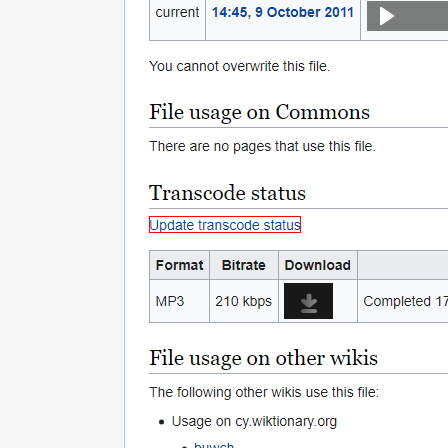 current 14:45, 9 October 2011
You cannot overwrite this file.
File usage on Commons
There are no pages that use this file.
Transcode status
Update transcode status
Format Bitrate Download
MP3 210 kbps Completed 17
File usage on other wikis
The following other wikis use this file:
Usage on cy.wiktionary.org
buwch